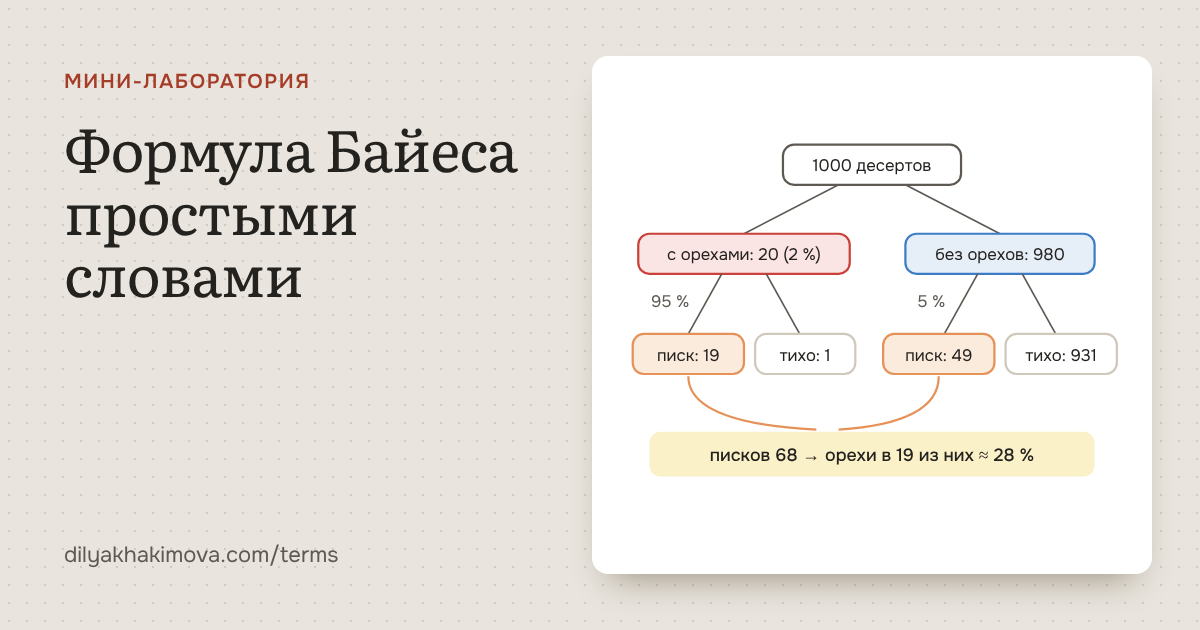 МИНИ-ЛАБОРАТОРИЯ
Формула Байеса
простыми
словами
dilyakhakimova.com/terms
1000 десертов
с орехами: 20 (2 %)
без орехов: 980
95 %
5 %
писк: 19
тихо: 1
писк: 49
тихо: 931
писков 68 → орехи в 19 из них ≈ 28 %